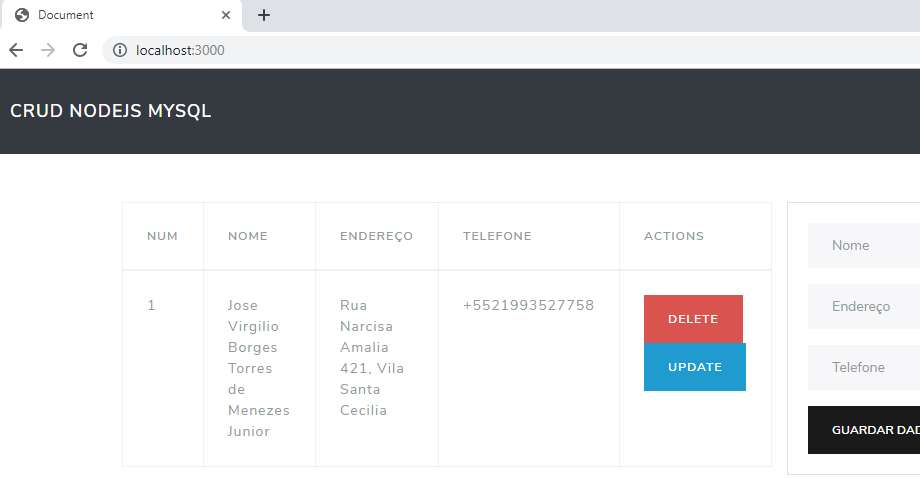 Document
localhost:3000
CRUD NODEJS MYSQL
NUM NOME ENDEREÇO TELEFONE ACTIONS
1
Jose
Virgilio
Borges
Torres
de
Menezes
Junior
Rua
Narcisa
Amalia
421, Vila
Santa
Cecilia
+5521993527758
DELETE
UPDATE
Nome
Endereço
Telefone
GUARDAR DAD